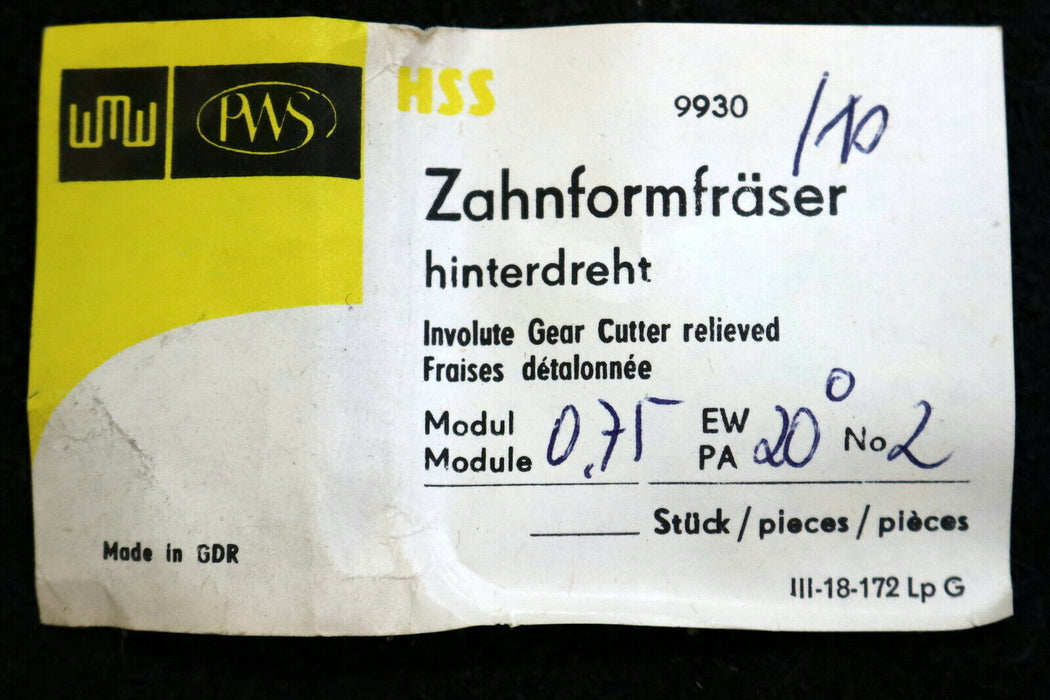 WMW PWS
HSS
9930 /10
Zahnformfräser
hinterdreht
Involute Gear Cutter relieved
Fraises détalonnée
Modul
Module 0,75 EW
PA 20° No 2
Stück / pieces / pièces
Made in GDR
III-18-172 Lp G